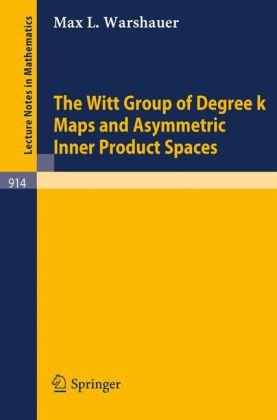 Max L. Warshauer
Lecture Notes in Mathematics
The Witt Group of Degree k
Maps and Asymmetric
Inner Product Spaces
914
Springer